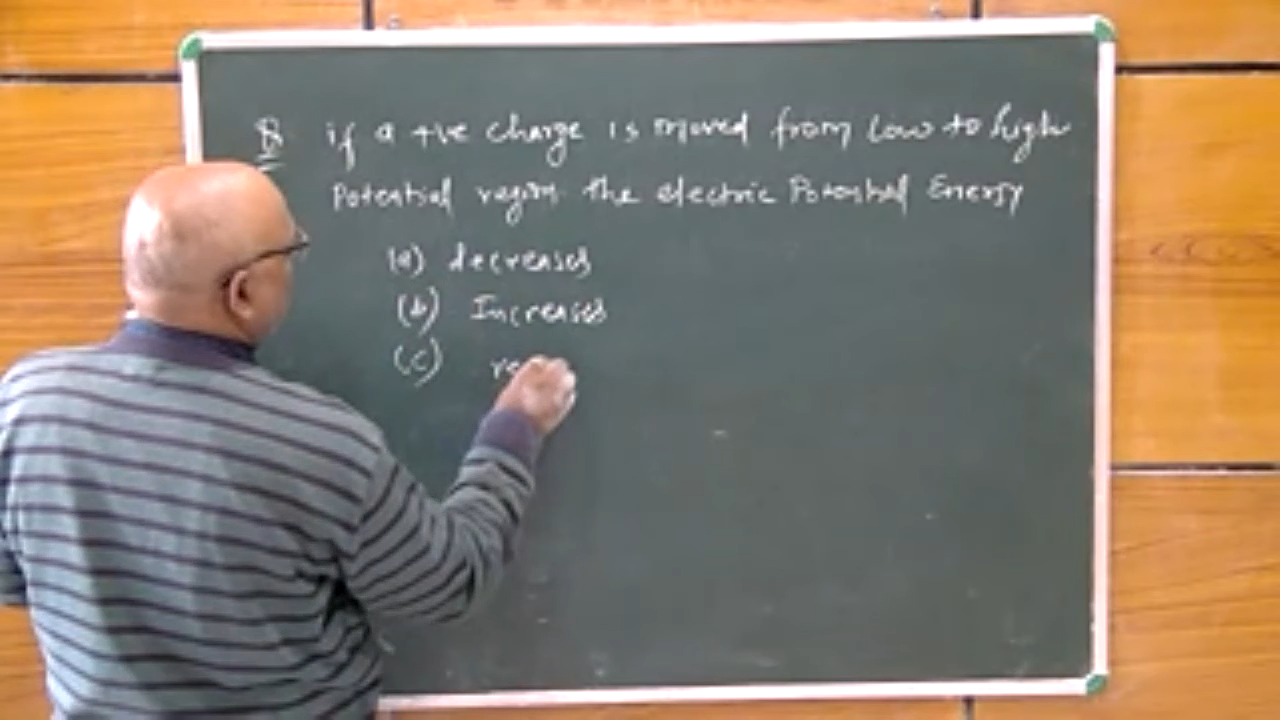 Q if a +ve charge is moved from low to high
Potential region the electric Potential Energy
(a) decreases
(b) Increases
(c)